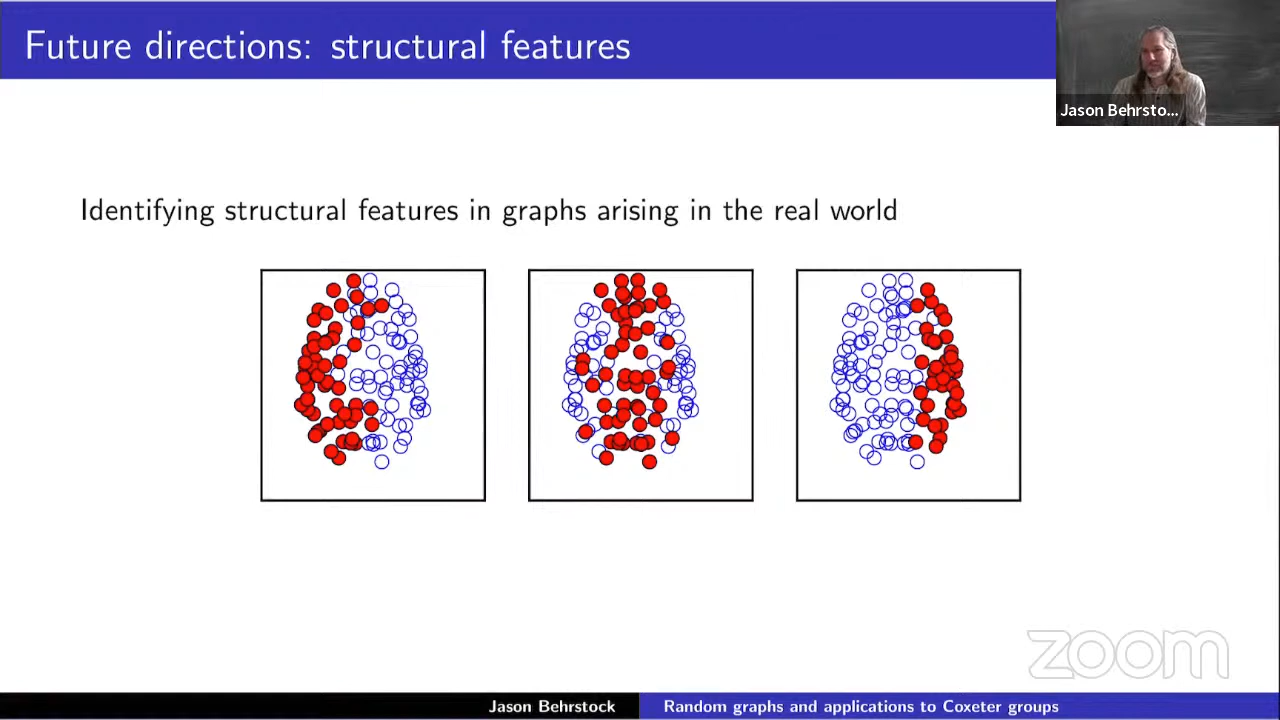 Future directions: structural features
Jason Behrsto...
Identifying structural features in graphs arising in the real world
zoom
Jason Behrstock
Random graphs and applications to Coxeter groups